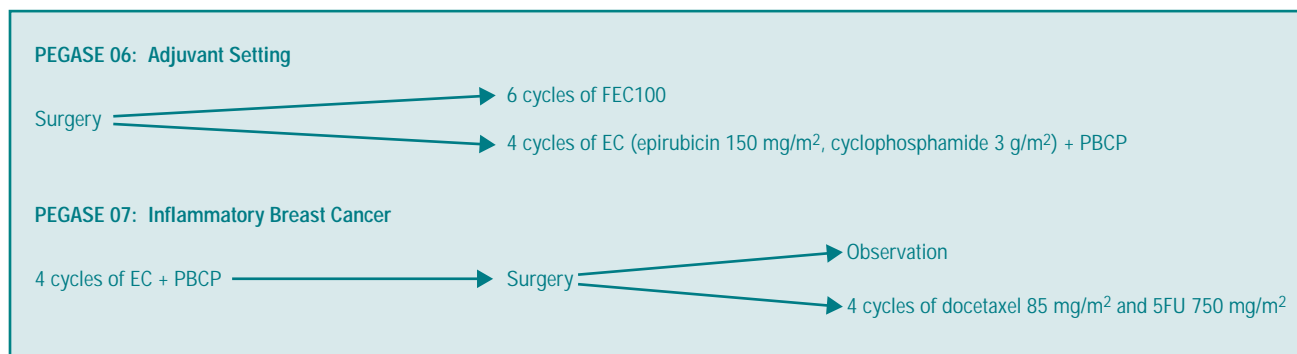 PEGASE 06: Adjuvant Setting
6 cycles of FEC100
Surgery
4 cycles of EC (epirubicin 150 mg/m², cyclophosphamide 3 g/m²) + PBCP
PEGASE 07: Inflammatory Breast Cancer
Observation
4 cycles of EC + PBCP Surgery
4 cycles of docetaxel 85 mg/m² and 5FU 750 mg/m²